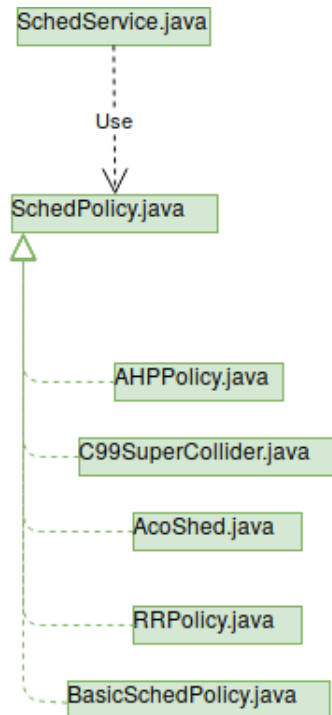 SchedService.java
Use
SchedPolicy.java
AHPPolicy.java
C99SuperCollider.java
AcoShed.java
RRPolicy.java
BasicSchedPolicy.java